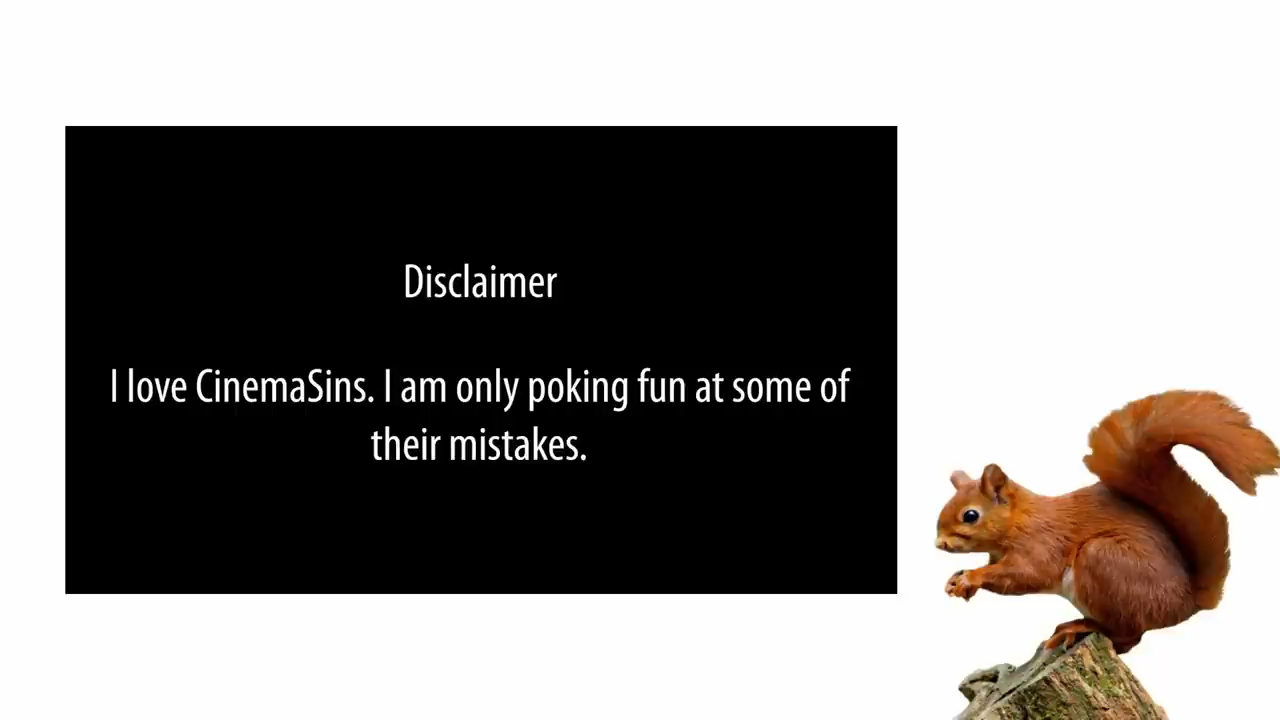 Disclaimer
I love CinemaSins. I am only poking fun at some of
their mistakes.